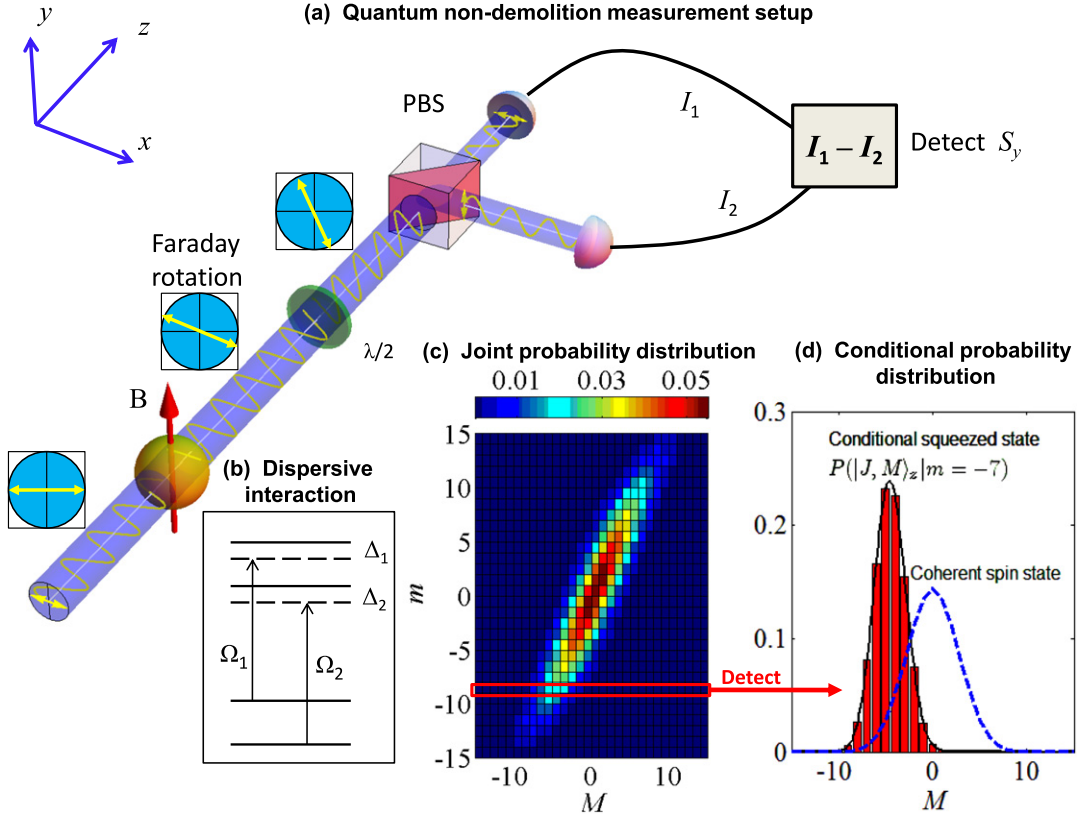 (a) Quantum non-demolition measurement setup
y
z
x
PBS
I₁
I₁ – I₂
Detect S_y
I₂
Faraday
rotation
λ/2
B
(b) Dispersive
interaction
Δ₁
Δ₂
Ω₁
Ω₂
(c) Joint probability distribution
0.01 0.03 0.05
15
10
5
0
-5
-10
-15
m
-10 0 10
M
Detect
(d) Conditional probability
distribution
0.3
0.2
0.1
0
Conditional squeezed state
P(|J, M⟩_z|m = −7)
Coherent spin state
-10 0 10
M